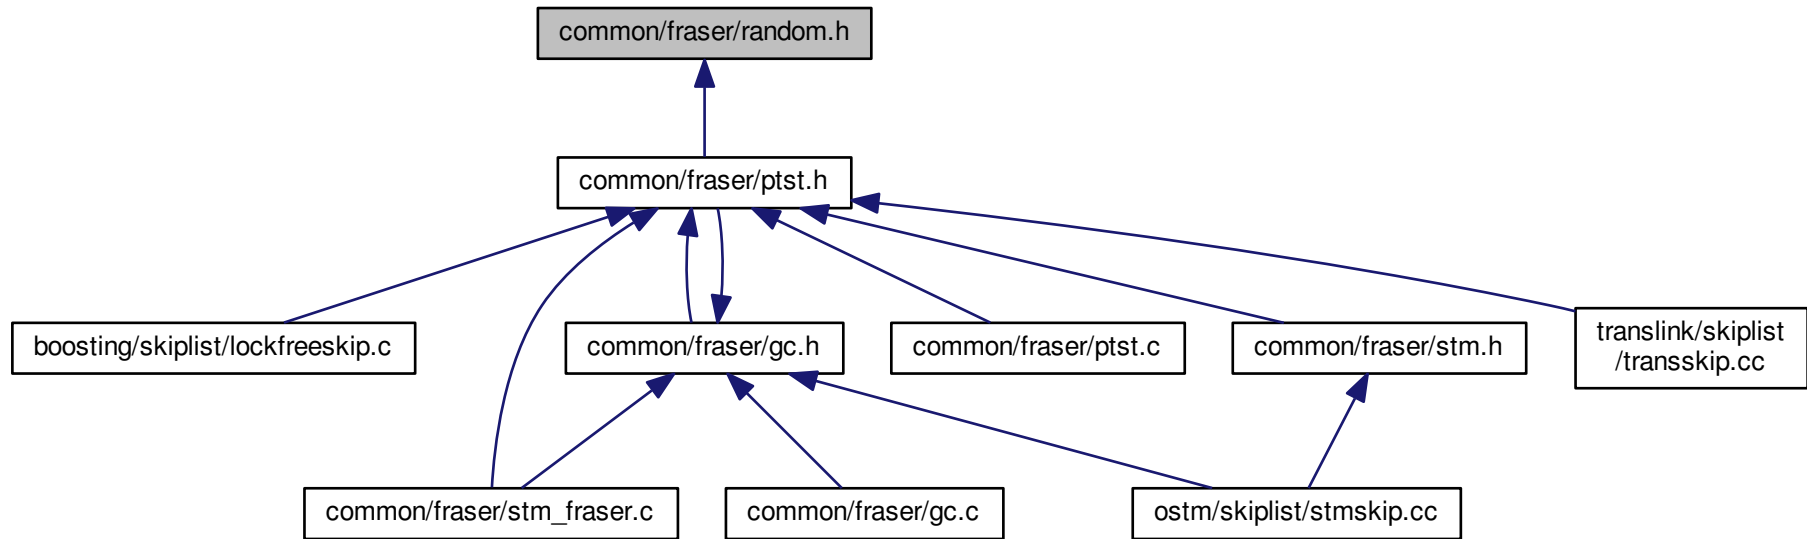 common/fraser/random.h
common/fraser/ptst.h
boosting/skiplist/lockfreeskip.c
common/fraser/gc.h
common/fraser/ptst.c
common/fraser/stm.h
translink/skiplist
/transskip.cc
common/fraser/stm_fraser.c
common/fraser/gc.c
ostm/skiplist/stmskip.cc